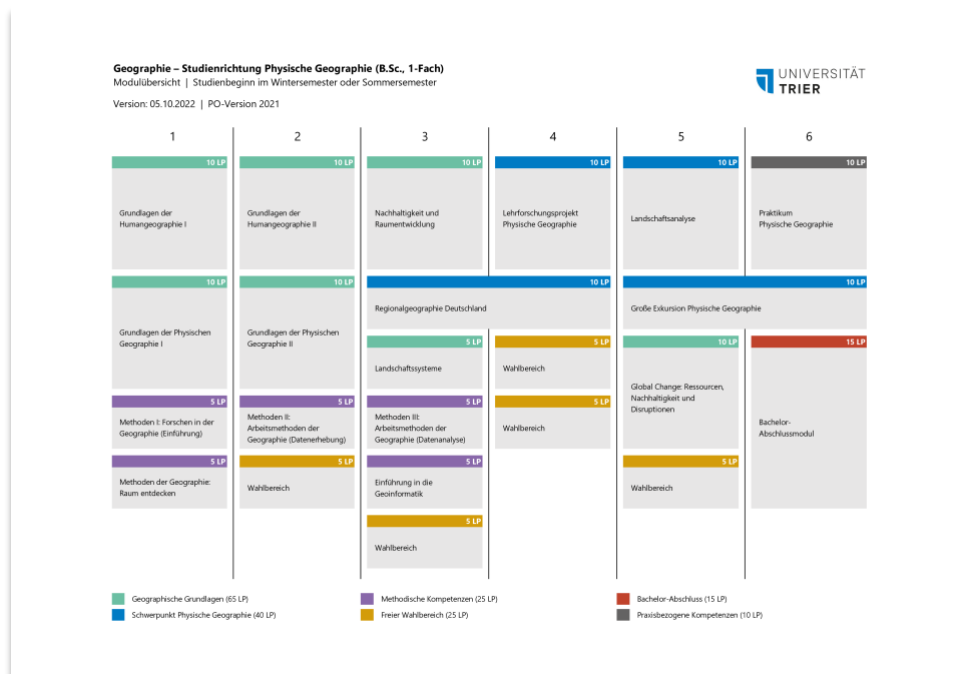 Geographie – Studienrichtung Physische Geographie (B.Sc., 1-Fach)
Modulübersicht | Studienbeginn im Wintersemester oder Sommersemester
Version: 05.10.2022 | PO-Version 2021
UNIVERSITÄT
TRIER
1
2
3
4
5
6
10 LP
10 LP
10 LP
10 LP
10 LP
10 LP
Grundlagen der
Humangeographie I
Grundlagen der
Humangeographie II
Nachhaltigkeit und
Raumentwicklung
Lehrforschungsprojekt
Physische Geographie
Landschaftsanalyse
Praktikum
Physische Geographie
10 LP
10 LP
10 LP
10 LP
Grundlagen der Physischen
Geographie I
Grundlagen der Physischen
Geographie II
Regionalgeographie Deutschland
Große Exkursion Physische Geographie
5 LP
5 LP
10 LP
15 LP
Landschaftssysteme
Wahlbereich
Global Change: Ressourcen,
Nachhaltigkeit und
Disruptionen
Bachelor-
Abschlussmodul
5 LP
5 LP
5 LP
5 LP
Methoden I: Forschen in der
Geographie (Einführung)
Methoden II:
Arbeitsmethoden der
Geographie (Datenerhebung)
Methoden III:
Arbeitsmethoden der
Geographie (Datenanalyse)
Wahlbereich
5 LP
5 LP
5 LP
5 LP
Methoden der Geographie:
Raum entdecken
Wahlbereich
Einführung in die
Geoinformatik
Wahlbereich
5 LP
Wahlbereich
Geographische Grundlagen (65 LP)
Methodische Kompetenzen (25 LP)
Bachelor-Abschluss (15 LP)
Schwerpunkt Physische Geographie (40 LP)
Freier Wahlbereich (25 LP)
Praxisbezogene Kompetenzen (10 LP)